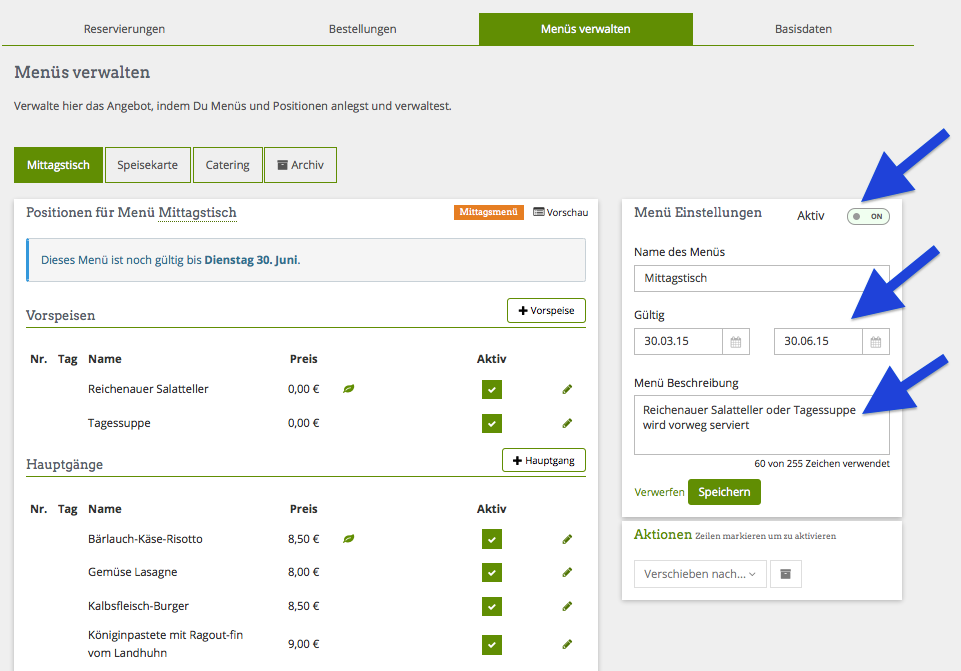 Reservierungen Bestellungen Menüs verwalten Basisdaten
Menüs verwalten
Verwalte hier das Angebot, indem Du Menüs und Positionen anlegst und verwaltest.
Mittagstisch Speisekarte Catering Archiv
Positionen für Menü Mittagstisch Mittagsmenü Vorschau
Dieses Menü ist noch gültig bis Dienstag 30. Juni.
Vorspeisen Vorspeise
Nr. Tag Name Preis Aktiv
Reichenauer Salatteller 0,00 €
Tagessuppe 0,00 €
Hauptgänge Hauptgang
Nr. Tag Name Preis Aktiv
Bärlauch-Käse-Risotto 8,50 €
Gemüse Lasagne 8,00 €
Kalbsfleisch-Burger 8,50 €
Königinpastete mit Ragout-fin
vom Landhuhn 9,00 €
Menü Einstellungen Aktiv ON
Name des Menüs
Mittagstisch
Gültig
30.03.15 30.06.15
Menü Beschreibung
Reichenauer Salatteller oder Tagessuppe
wird vorweg serviert
60 von 255 Zeichen verwendet
Verwerfen Speichern
Aktionen Zeilen markieren um zu aktivieren
Verschieben nach...